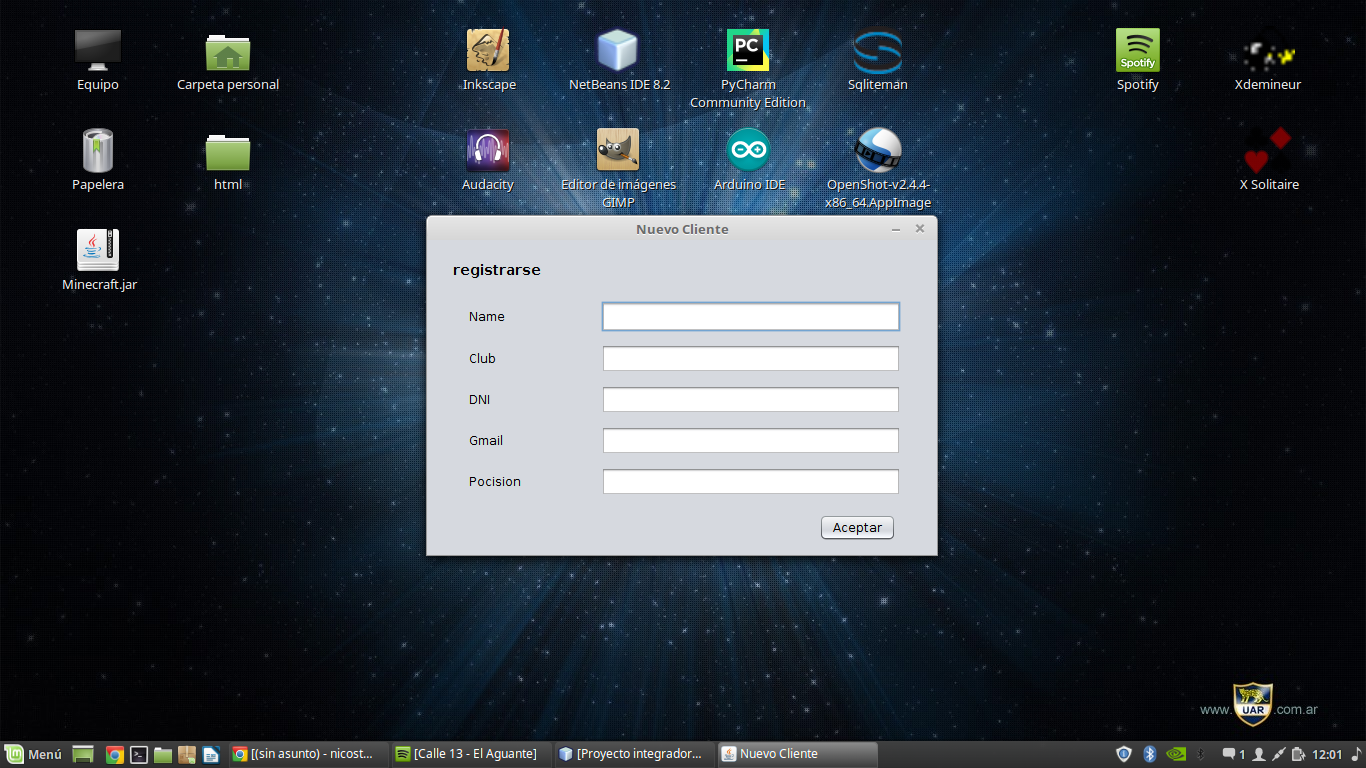 Equipo
Carpeta personal
Inkscape
NetBeans IDE 8.2
PC
PyCharm
Community Edition
Sqliteman
Spotify
Spotify
Xdemineur
Papelera
html
Audacity
Editor de imágenes
GIMP
Arduino IDE
OpenShot-v2.4.4-
x86_64.AppImage
X Solitaire
Minecraft.jar
Nuevo Cliente
registrarse
Name
Club
DNI
Gmail
Pocision
Aceptar
www. UAR .com.ar
Menú
[(sin asunto) - nicost...
[Calle 13 - El Aguante]
[Proyecto integrador...
Nuevo Cliente
1
12:01